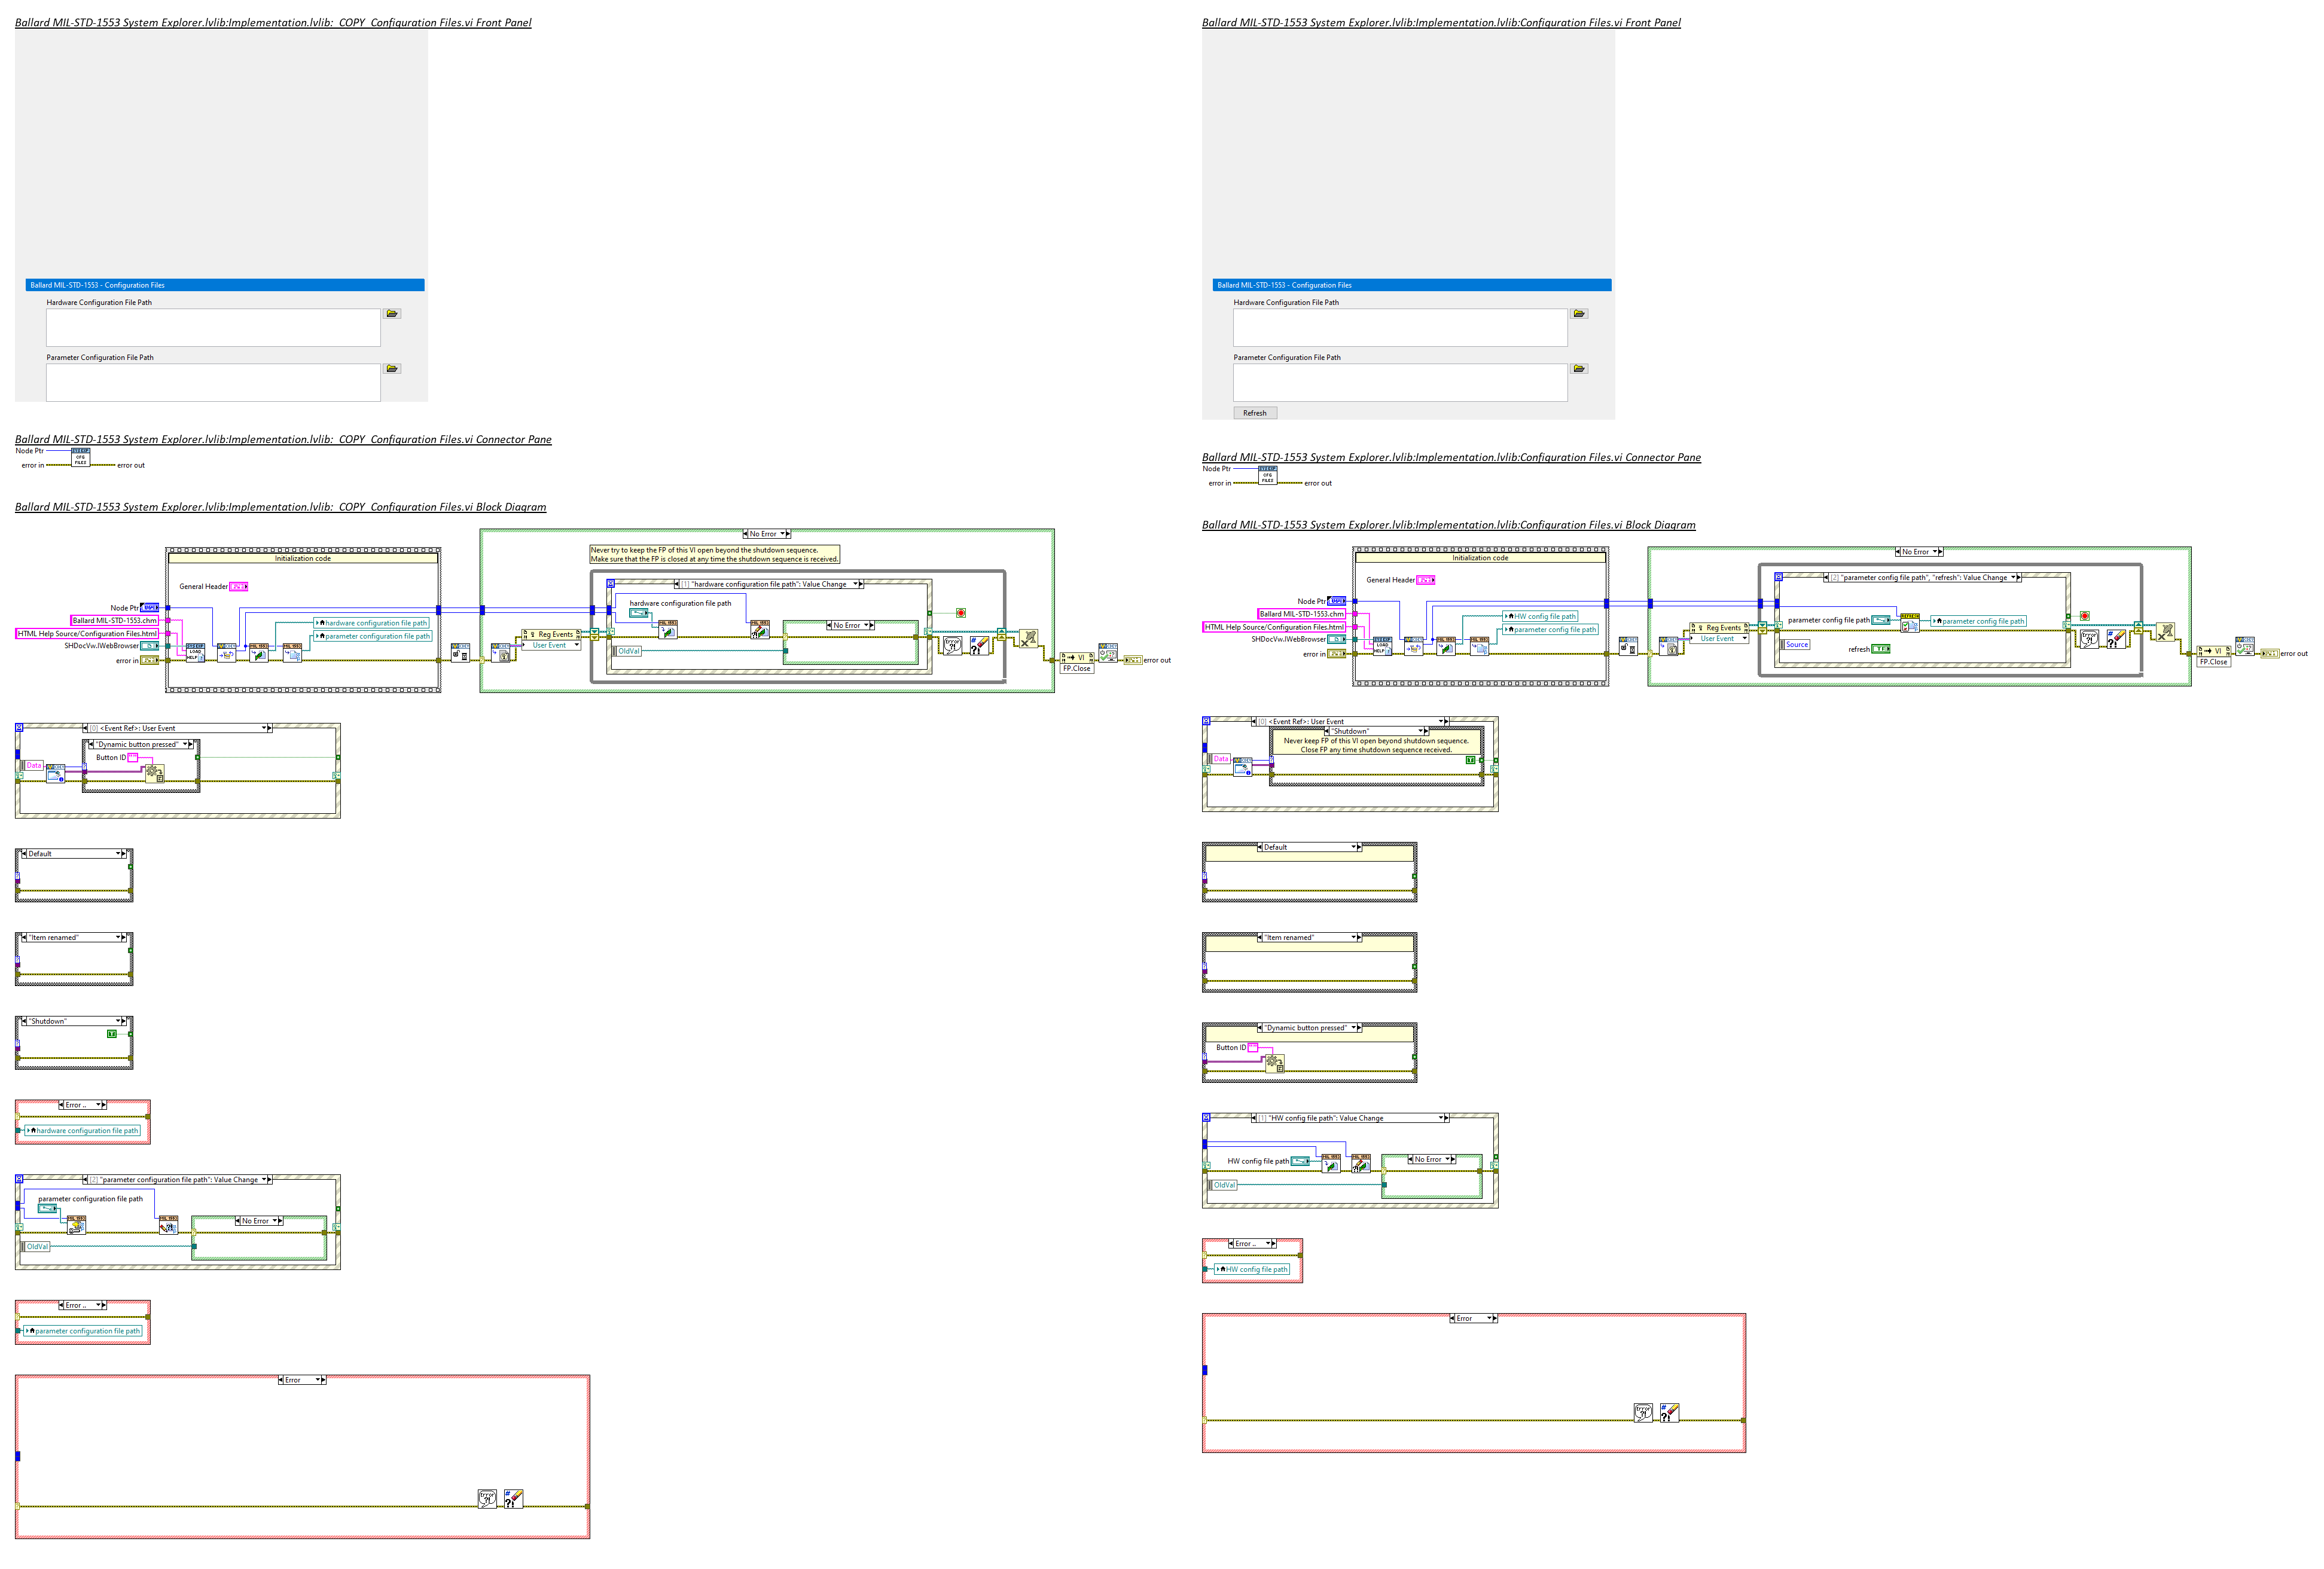 Ballard MIL-STD-1553 System Explorer.lvlib:Implementation.lvlib:_COPY_Configuration Files.vi Front Panel
Ballard MIL-STD-1553 - Configuration Files
Hardware Configuration File Path
Parameter Configuration File Path
Ballard MIL-STD-1553 System Explorer.lvlib:Implementation.lvlib:_COPY_Configuration Files.vi Connector Pane
Node Ptr
error in
CFG
FILES
error out
Ballard MIL-STD-1553 System Explorer.lvlib:Implementation.lvlib:_COPY_Configuration Files.vi Block Diagram
Initialization code
General Header
Node Ptr
Ballard MIL-STD-1553.chm
HTML Help Source/Configuration Files.html
SHDocVw.IWebBrowser
error in
LOAD
HELP
hardware configuration file path
parameter configuration file path
No Error
Never try to keep the FP of this VI open beyond the shutdown sequence.
Make sure that the FP is closed at any time the shutdown sequence is received.
Reg Events
User Event
[1] "hardware configuration file path": Value Change
hardware configuration file path
OldVal
No Error
VI
FP.Close
error out
[0] <Event Ref>: User Event
"Dynamic button pressed"
Button ID
Data
Default
"Item renamed"
"Shutdown"
Error ..
hardware configuration file path
[2] "parameter configuration file path": Value Change
parameter configuration file path
No Error
OldVal
Error ..
parameter configuration file path
Error
Ballard MIL-STD-1553 System Explorer.lvlib:Implementation.lvlib:Configuration Files.vi Front Panel
Ballard MIL-STD-1553 - Configuration Files
Hardware Configuration File Path
Parameter Configuration File Path
Refresh
Ballard MIL-STD-1553 System Explorer.lvlib:Implementation.lvlib:Configuration Files.vi Connector Pane
Node Ptr
error in
CFG
FILES
error out
Ballard MIL-STD-1553 System Explorer.lvlib:Implementation.lvlib:Configuration Files.vi Block Diagram
Initialization code
General Header
Node Ptr
Ballard MIL-STD-1553.chm
HTML Help Source/Configuration Files.html
SHDocVw.IWebBrowser
error in
LOAD
HELP
HW config file path
parameter config file path
No Error
Reg Events
User Event
[2] "parameter config file path", "refresh": Value Change
parameter config file path
parameter config file path
Source
refresh
VI
FP.Close
error out
[0] <Event Ref>: User Event
"Shutdown"
Never keep FP of this VI open beyond shutdown sequence.
Close FP any time shutdown sequence received.
Data
Default
"Item renamed"
"Dynamic button pressed"
Button ID
[1] "HW config file path": Value Change
HW config file path
No Error
OldVal
Error ..
HW config file path
Error